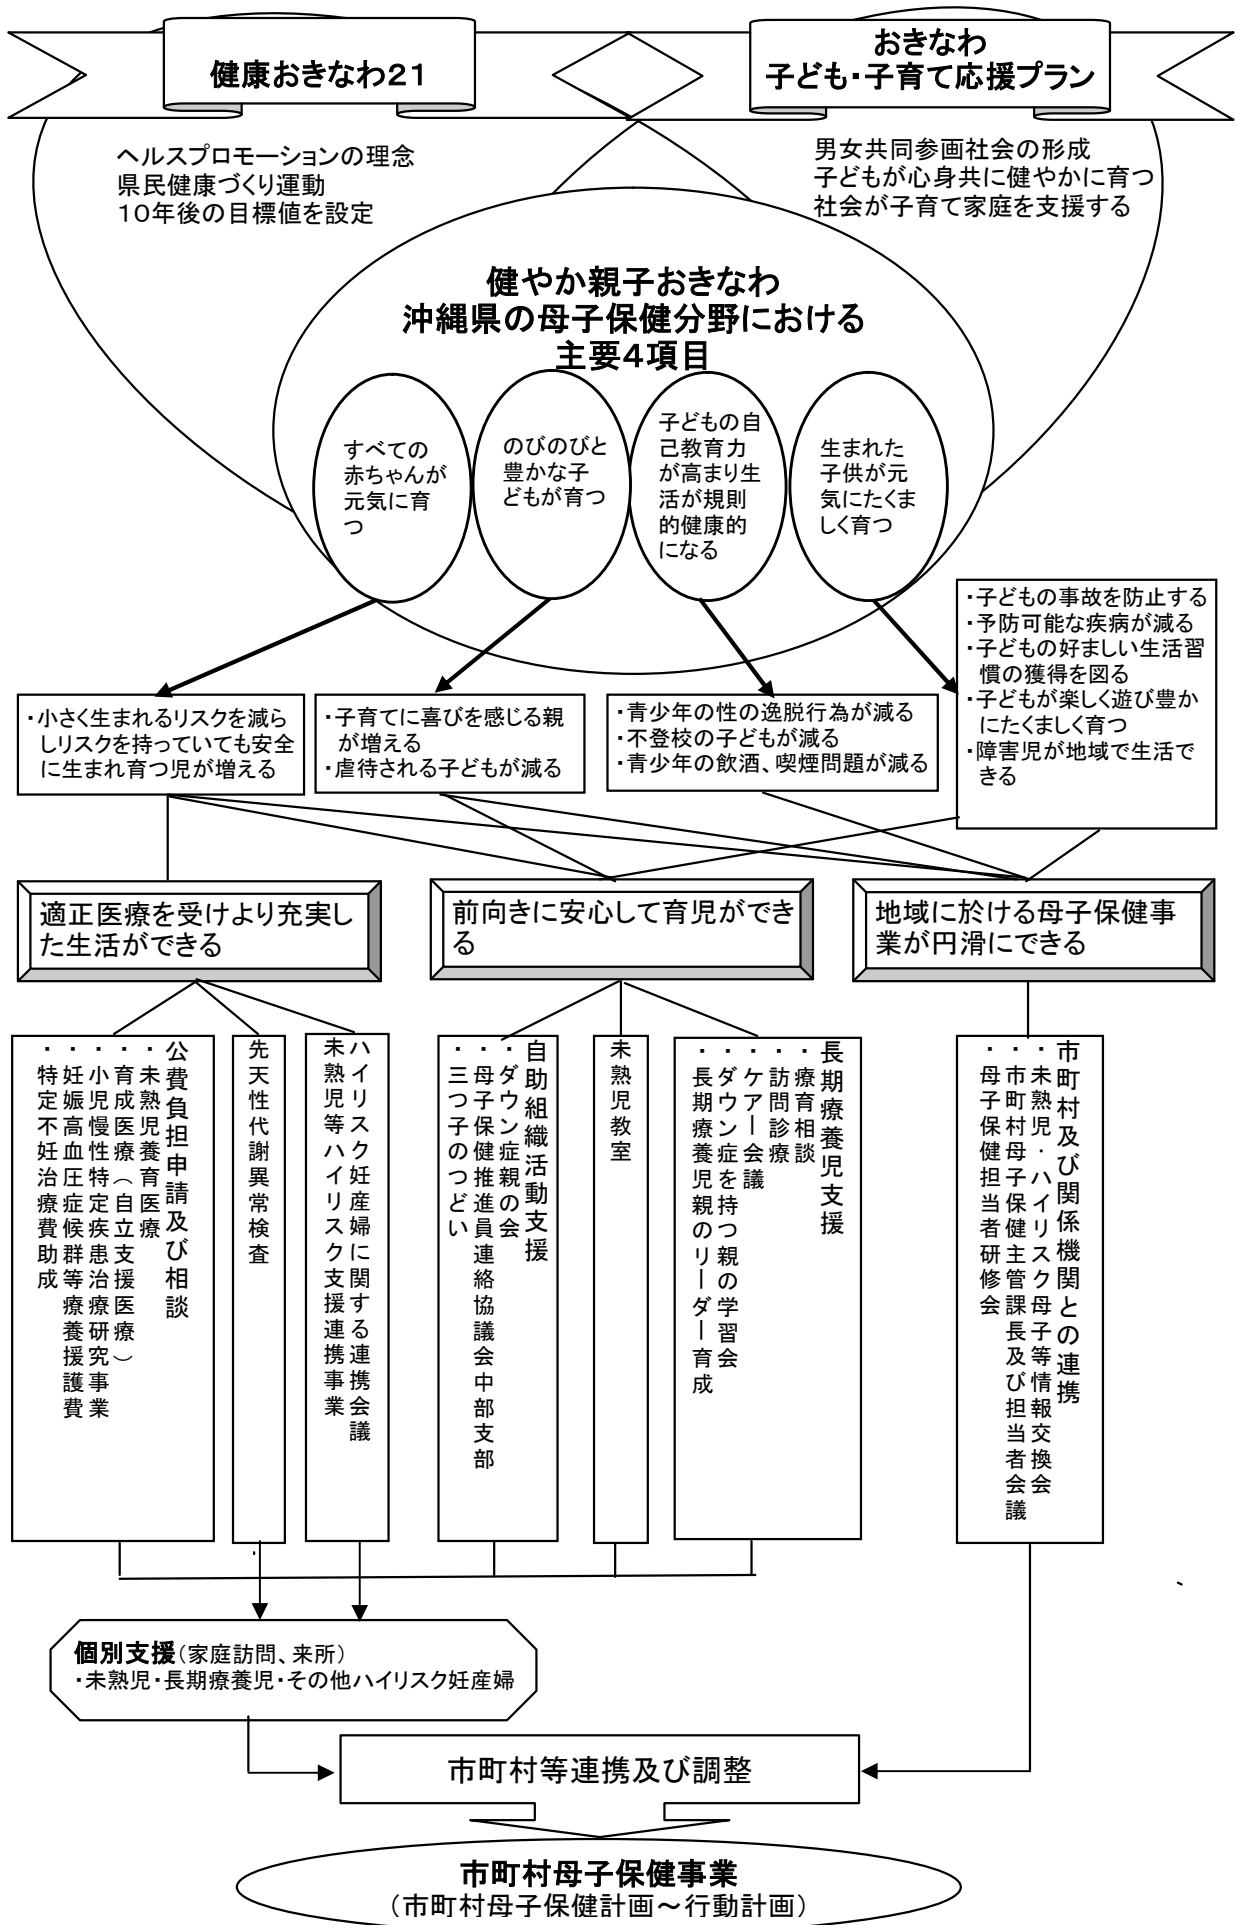 健康おきなわ21
おきなわ
子ども・子育て応援プラン
ヘルスプロモーションの理念
県民健康づくり運動
10年後の目標値を設定
男女共同参画社会の形成
子どもが心身共に健やかに育つ
社会が子育て家庭を支援する
健やか親子おきなわ
沖縄県の母子保健分野における
主要4項目
すべての
赤ちゃんが
元気に育
つ
のびのびと
豊かな子
どもが育つ
子どもの自
己教育力
が高まり生
活が規則
的健康的
になる
生まれた
子供が元
気にたくま
しく育つ
・小さく生まれるリスクを減ら
しリスクを持っていても安全
に生まれ育つ児が増える
・子育てに喜びを感じる親
が増える
・虐待される子どもが減る
・青少年の性の逸脱行為が減る
・不登校の子どもが減る
・青少年の飲酒、喫煙問題が減る
・子どもの事故を防止する
・予防可能な疾病が減る
・子どもの好ましい生活習
慣の獲得を図る
・子どもが楽しく遊び豊か
にたくましく育つ
・障害児が地域で生活で
きる
適正医療を受けより充実し
た生活ができる
前向きに安心して育児ができ
る
地域に於ける母子保健事
業が円滑にできる
公費負担申請及び相談
・未熟児養育医療
・育成医療（自立支援医療）
・小児慢性特定疾患治療研究事業
・妊娠高血圧症候群等療養援護費
・特定不妊治療費助成
先天性代謝異常検査
ハイリスク妊産婦に関する連携会議
未熟児等ハイリスク支援連携事業
自助組織活動支援
・ダウン症親の会
・母子保健推進員連絡協議会中部支部
・三つ子のつどい
未熟児教室
長期療養児支援
・療育相談
・訪問診療
・ケアー会議
・ダウン症を持つ親の学習会
・長期療養児親のリーダー育成
市町村及び関係機関との連携
・未熟児・ハイリスク母子等情報交換会
・市町村母子保健主管課長及び担当者会議
・母子保健担当者研修会
個別支援（家庭訪問、来所）
・未熟児・長期療養児・その他ハイリスク妊産婦
市町村等連携及び調整
市町村母子保健事業
（市町村母子保健計画～行動計画）